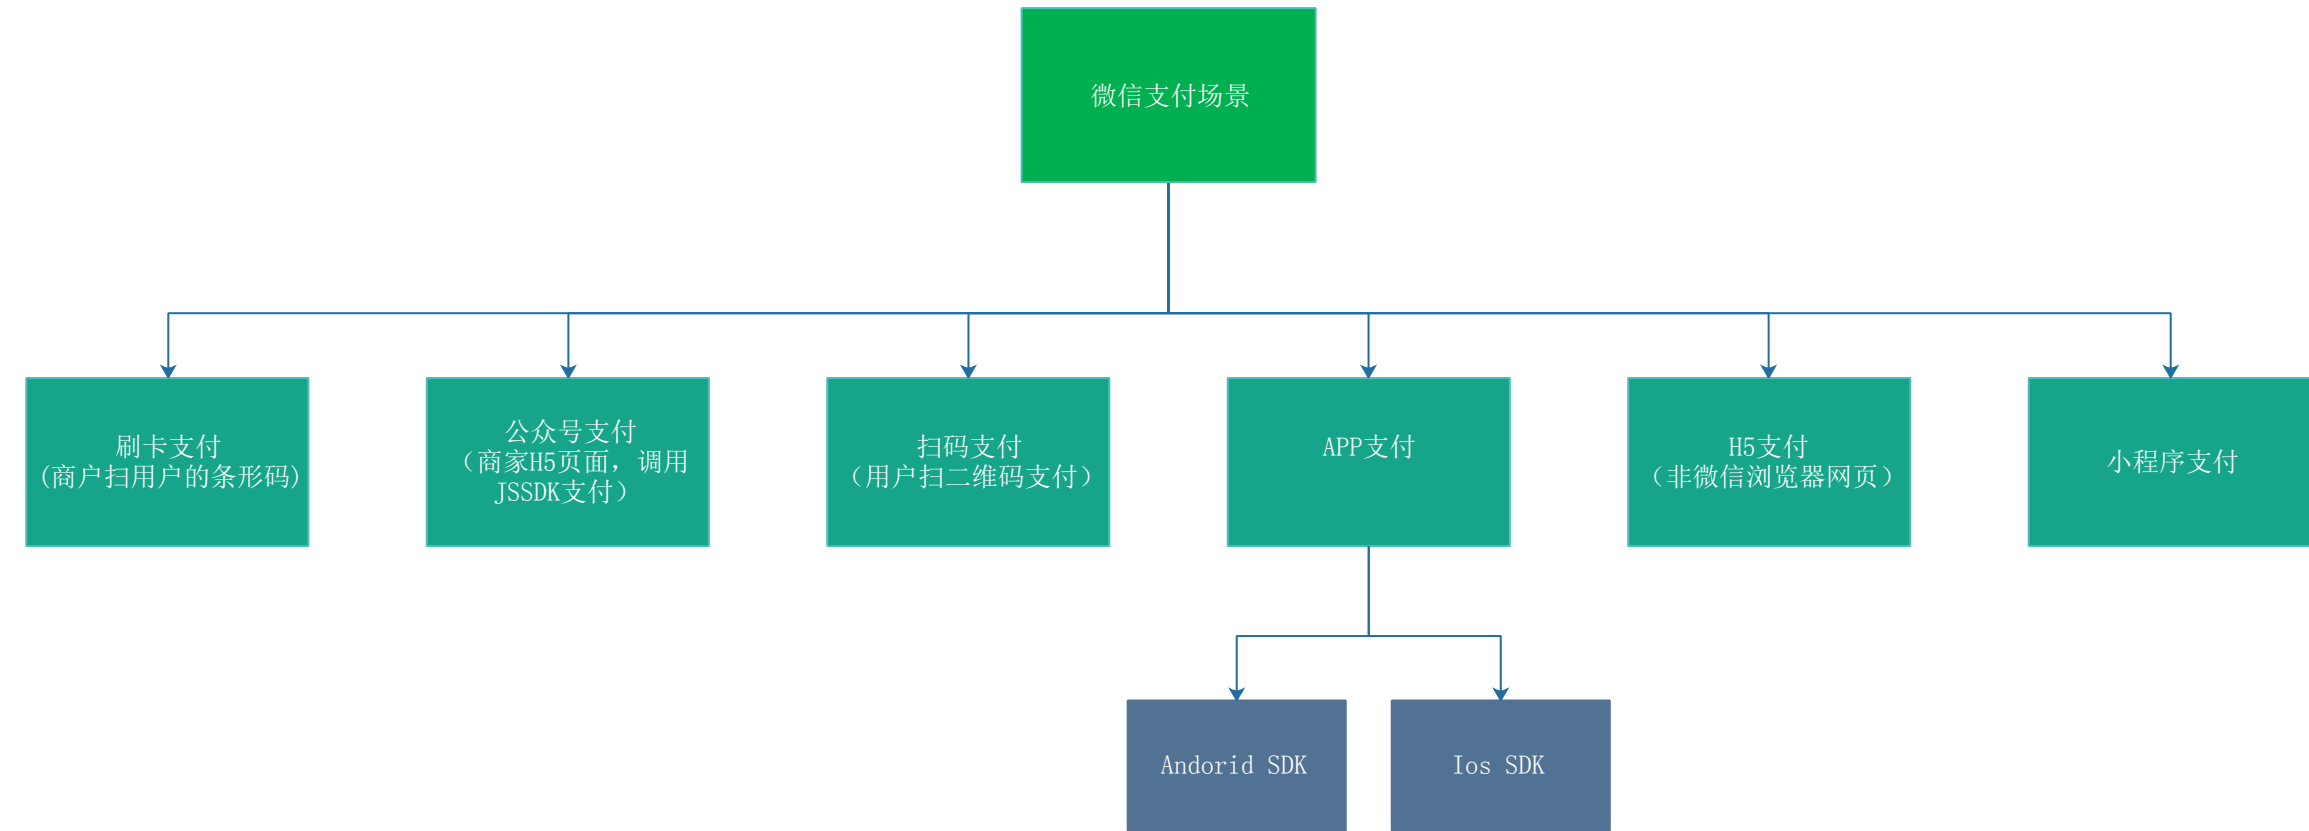 微信支付场景
刷卡支付
(商户扫用户的条形码)
公众号支付
（商家H5页面，调用
JSSDK支付）
扫码支付
（用户扫二维码支付）
APP支付
H5支付
（非微信浏览器网页）
小程序支付
Andorid SDK
Ios SDK